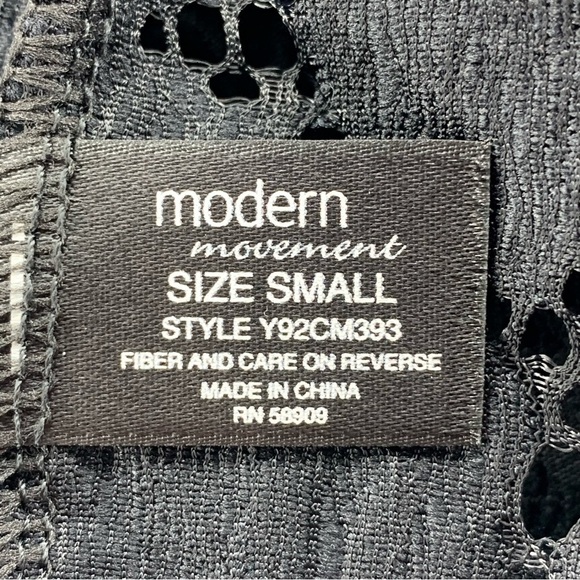 modern
movement
SIZE SMALL
STYLE Y92CM393
FIBER AND CARE ON REVERSE
MADE IN CHINA
RN 58909